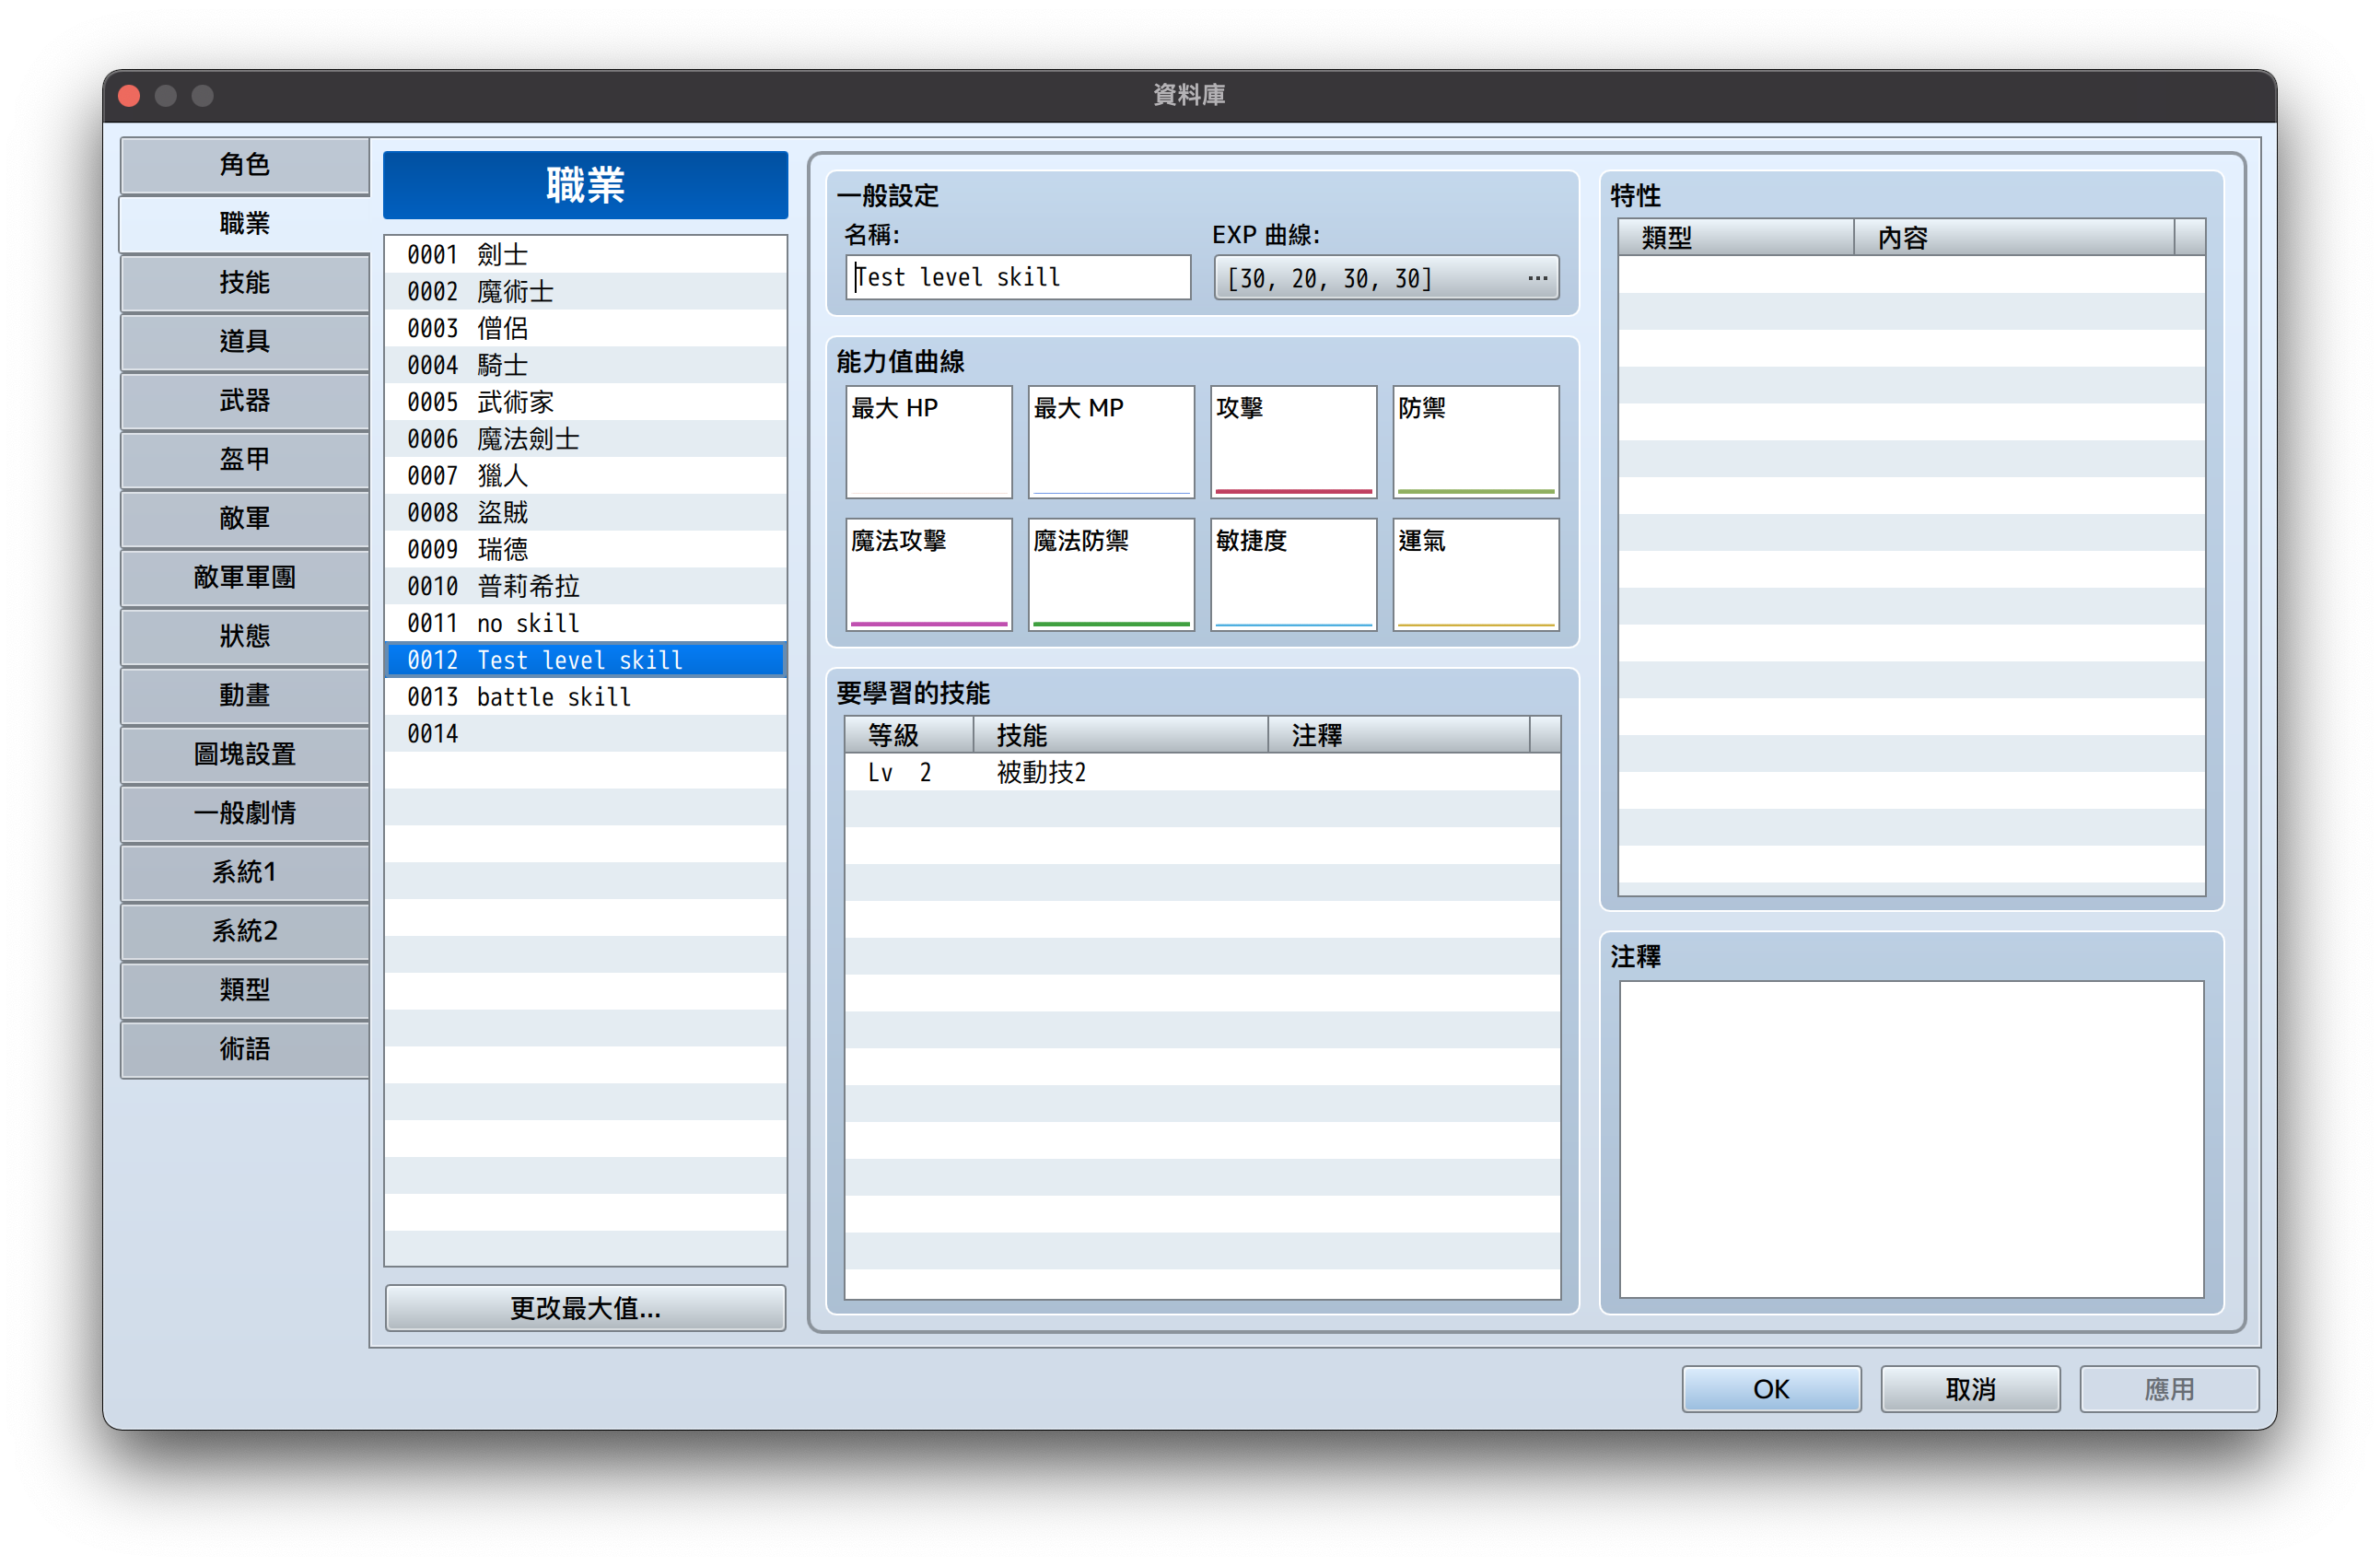 資料庫
角色
職業
技能
道具
武器
盔甲
敵軍
敵軍軍團
狀態
動畫
圖塊設置
一般劇情
系統1
系統2
類型
術語
職業
0001 劍士
0002 魔術士
0003 僧侶
0004 騎士
0005 武術家
0006 魔法劍士
0007 獵人
0008 盜賊
0009 瑞德
0010 普莉希拉
0011 no skill
0012 Test level skill
0013 battle skill
0014
更改最大值...
一般設定
名稱: EXP 曲線:
Test level skill [30, 20, 30, 30] ...
能力值曲線
最大 HP 最大 MP 攻擊 防禦
魔法攻擊 魔法防禦 敏捷度 運氣
要學習的技能
等級 技能 注釋
Lv 2 被動技2
特性
類型 內容
注釋
OK 取消 應用